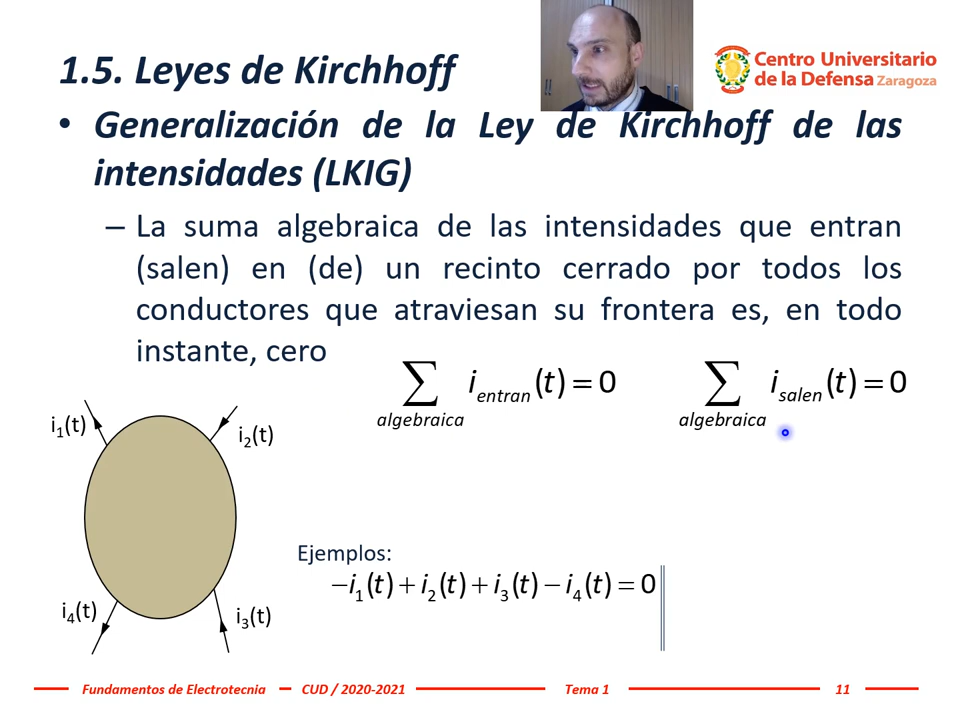 1.5. Leyes de Kirchhoff
Centro Universitario
de la Defensa Zaragoza
• Generalización de la Ley de Kirchhoff de las
intensidades (LKIG)
– La suma algebraica de las intensidades que entran
(salen) en (de) un recinto cerrado por todos los
conductores que atraviesan su frontera es, en todo
instante, cero
∑ i_entran (t) = 0
algebraica
∑ i_salen (t) = 0
algebraica
i₁(t)
i₂(t)
Ejemplos:
−i₁(t) + i₂(t) + i₃(t) − i₄(t) = 0
i₄(t)
i₃(t)
Fundamentos de Electrotecnia
CUD / 2020-2021
Tema 1
11